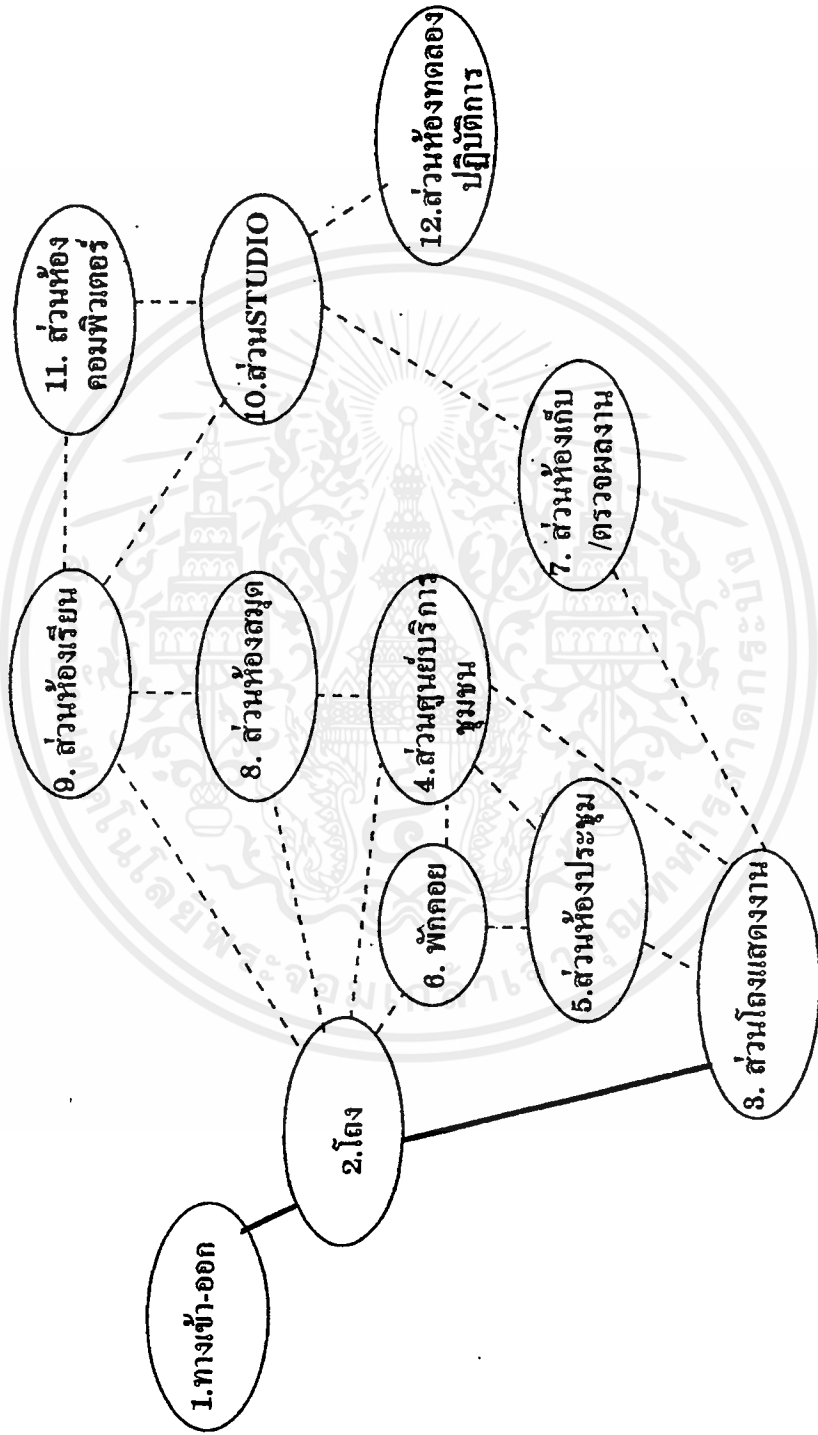 1.ทางเข้า-ออก
2.โถง
3. ส่วนโถงแสดงงาน
4.ส่วนศูนย์บริการ
ชุมชน
5.ส่วนห้องประชุม
6. พักคอย
7. ส่วนห้องเก็บ
/ตรวจผลงาน
8. ส่วนห้องสมุด
9. ส่วนห้องเรียน
10.ส่วนSTUDIO
11. ส่วนห้อง
คอมพิวเตอร์
12.ส่วนห้องทดลอง
ปฏิบัติการ